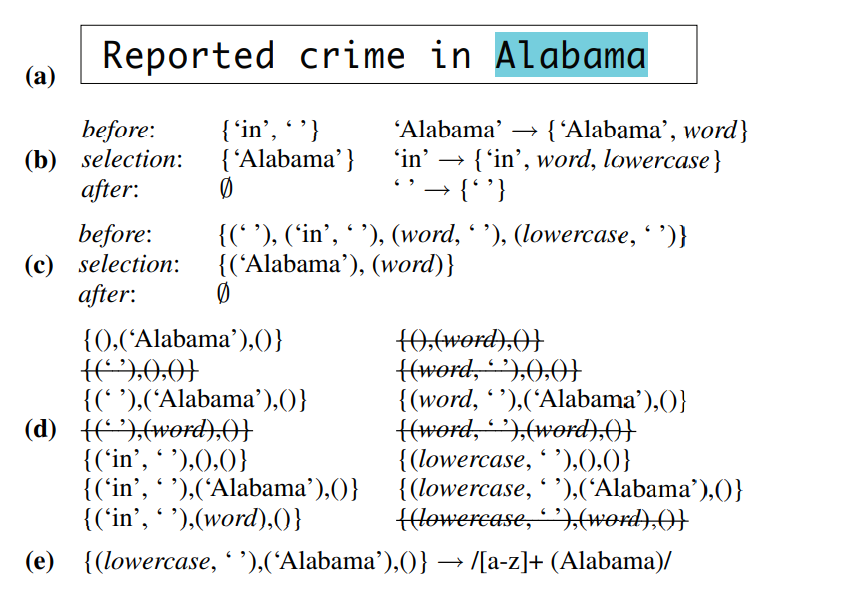 (a) Reported crime in Alabama
before: {‘in’, ‘ ’} ‘Alabama’ → {‘Alabama’, word}
(b) selection: {‘Alabama’} ‘in’ → {‘in’, word, lowercase}
after: ∅ ‘ ’ → {‘ ’}
before: {(‘ ’), (‘in’, ‘ ’), (word, ‘ ’), (lowercase, ‘ ’)}
(c) selection: {(‘Alabama’), (word)}
after: ∅
{(),(‘Alabama’),()} {(),(word),()}
{(‘ ’),(),()} {(word, ‘ ’),(),()}
{(‘ ’),(‘Alabama’),()} {(word, ‘ ’),(‘Alabama’),()}
(d) {(‘ ’),(word),()} {(word, ‘ ’),(word),()}
{(‘in’, ‘ ’),(),()} {(lowercase, ‘ ’),(),()}
{(‘in’, ‘ ’),(‘Alabama’),()} {(lowercase, ‘ ’),(‘Alabama’),()}
{(‘in’, ‘ ’),(word),()} {(lowercase, ‘ ’),(word),()}
(e) {(lowercase, ‘ ’),(‘Alabama’),()} → /[a-z]+ (Alabama)/